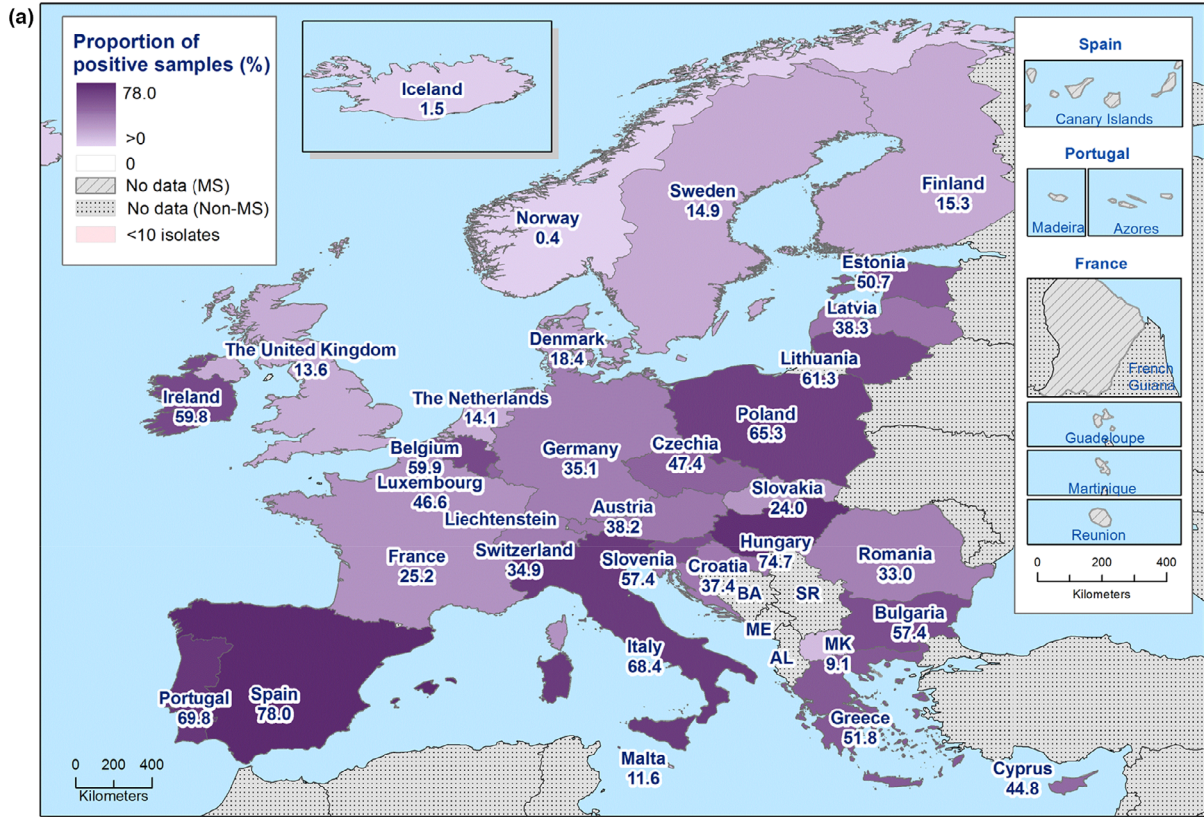 (a)
Proportion of
positive samples (%)
78.0
>0
0
No data (MS)
No data (Non-MS)
<10 isolates
Iceland
1.5
Spain
Canary Islands
Portugal
Madeira
Azores
France
French
Guiana
Guadeloupe
Martinique
Reunion
0 200 400
Kilometers
Norway
0.4
Sweden
14.9
Finland
15.3
Estonia
50.7
Latvia
38.3
Lithuania
61.3
Denmark
18.4
The United Kingdom
13.6
Ireland
59.8
The Netherlands
14.1
Belgium
59.9
Luxembourg
46.6
Germany
35.1
Poland
65.3
Czechia
47.4
Slovakia
24.0
Austria
38.2
Liechtenstein
Switzerland
34.9
France
25.2
Slovenia
57.4
Croatia
37.4
Hungary
74.7
Romania
33.0
BA
SR
ME
AL
MK
9.1
Bulgaria
57.4
Italy
68.4
Portugal
69.8
Spain
78.0
Greece
51.8
Malta
11.6
Cyprus
44.8
0 200 400
Kilometers